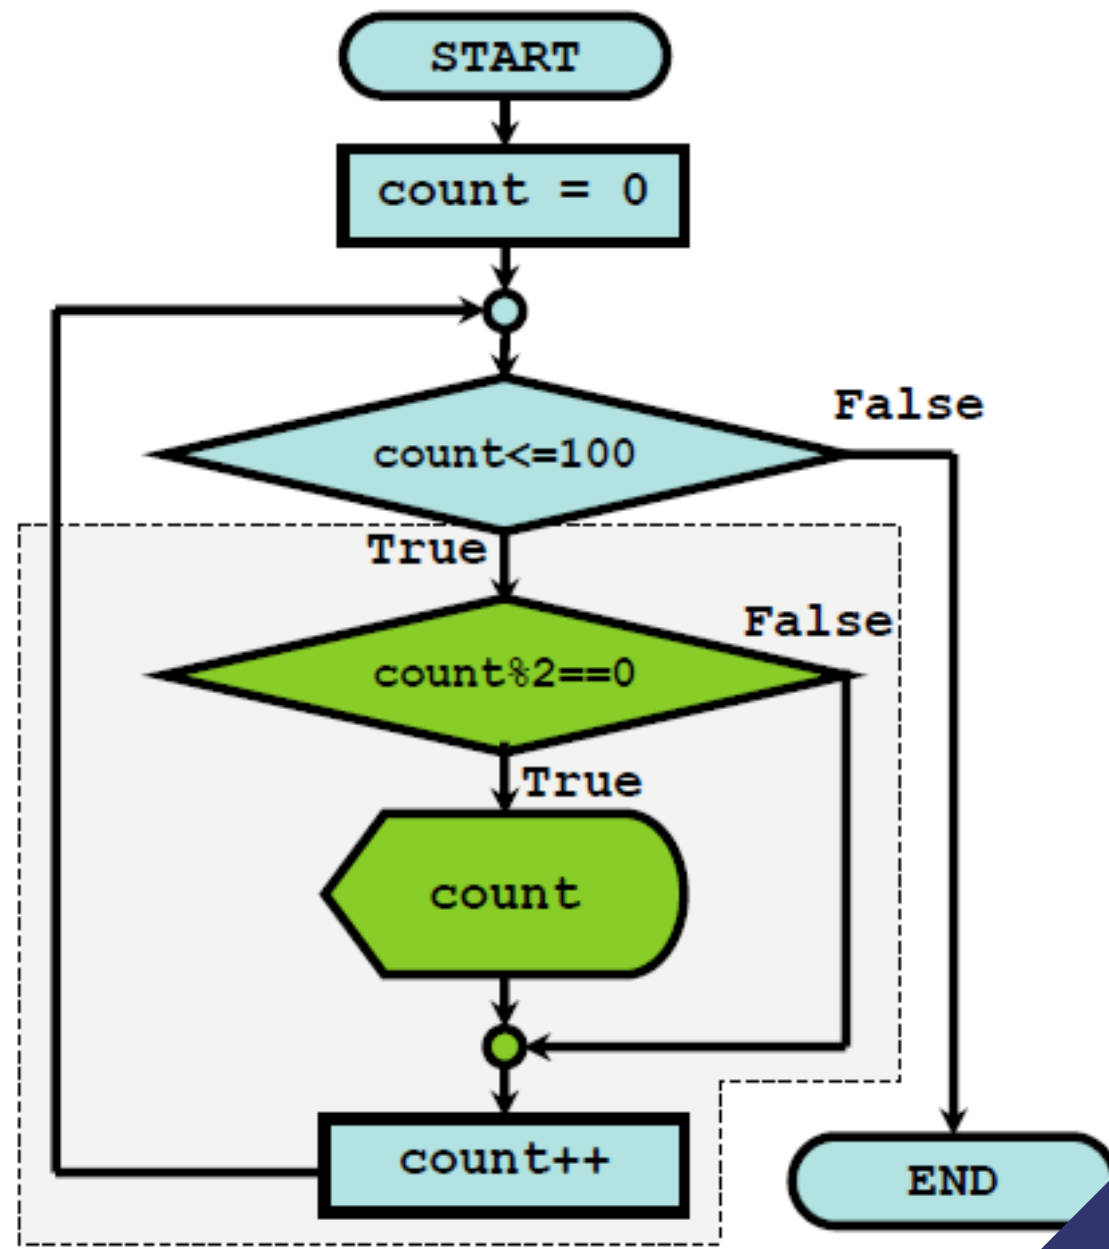 START
count = 0
False
count<=100
True
False
count%2==0
True
count
count++
END